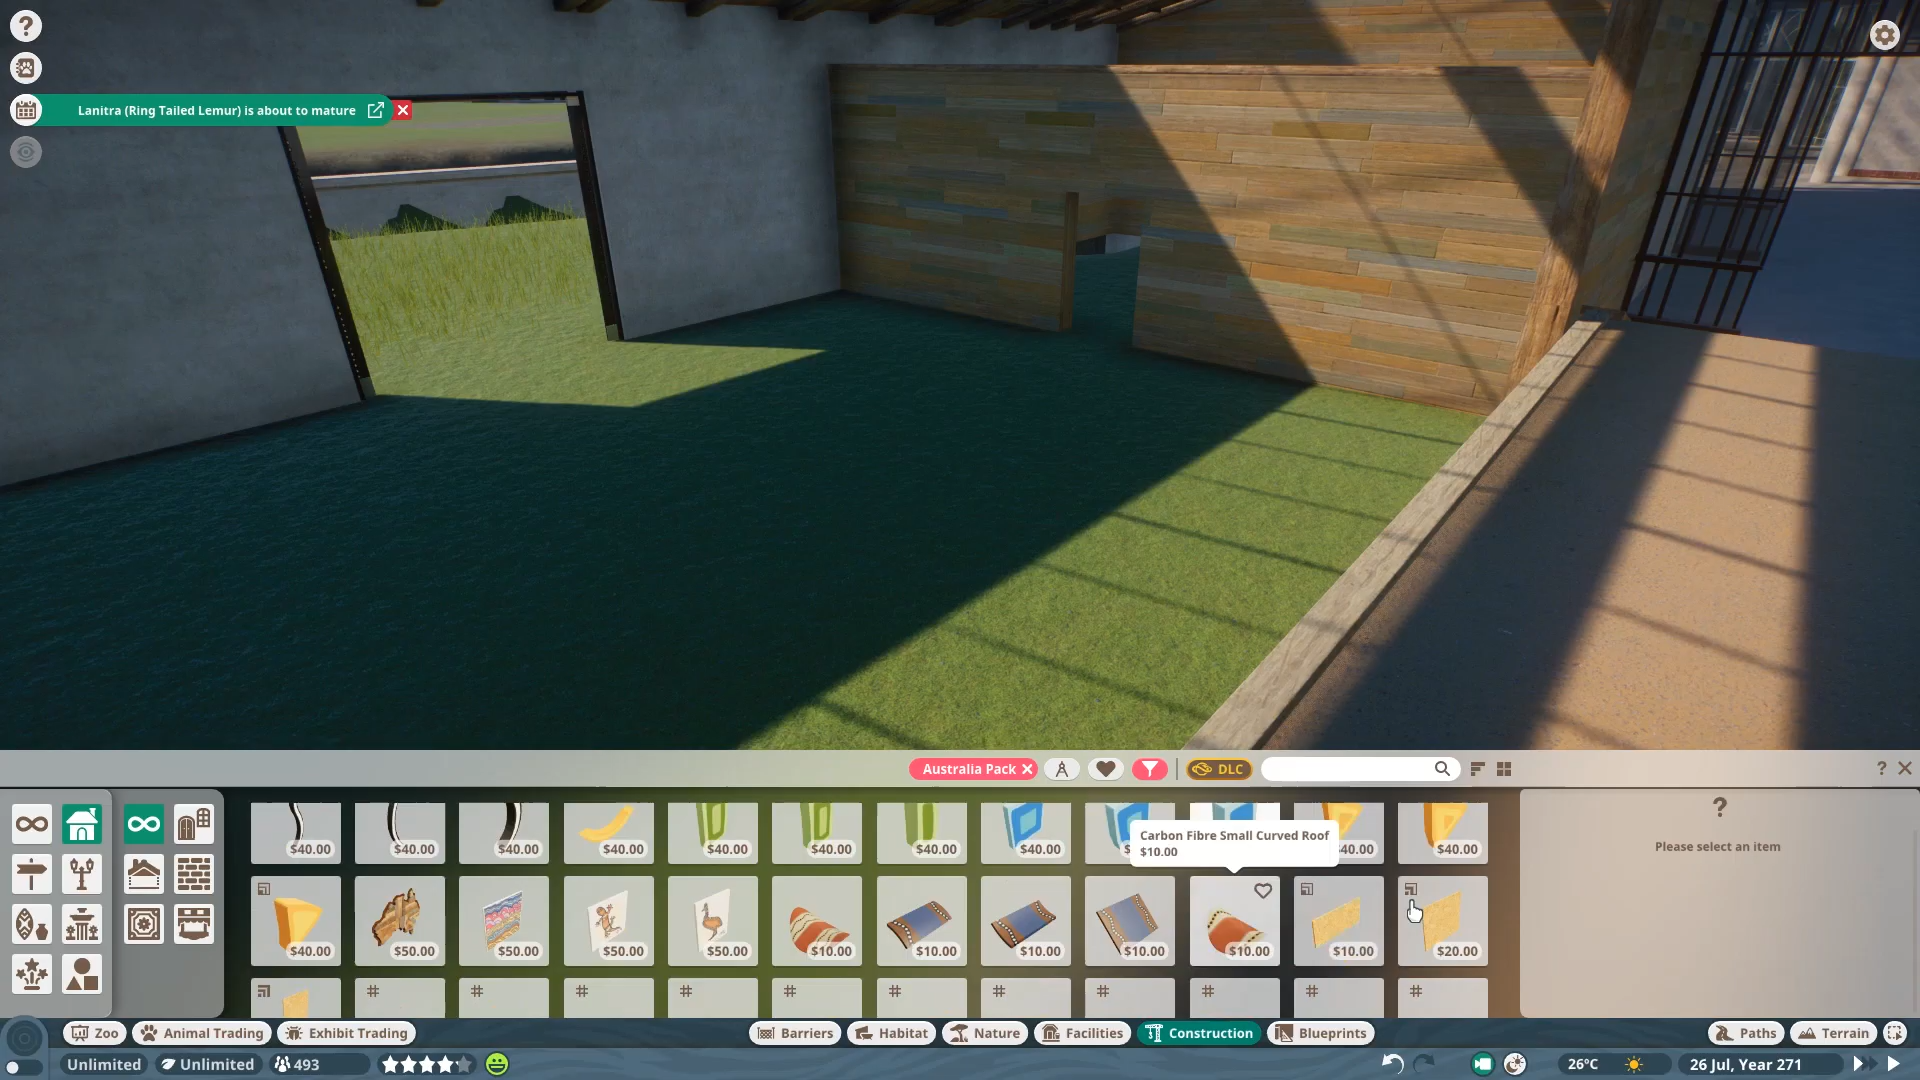 Lanitra (Ring Tailed Lemur) is about to mature
Australia Pack
DLC
$40.00 $40.00 $40.00 $40.00 $40.00 $40.00 $40.00 $40.00 $40.00 $40.00
Carbon Fibre Small Curved Roof
$10.00
$40.00 $50.00 $50.00 $50.00 $50.00 $10.00 $10.00 $10.00 $10.00 $10.00 $10.00 $20.00
?
Please select an item
Zoo Animal Trading Exhibit Trading Barriers Habitat Nature Facilities Construction Blueprints Paths Terrain
Unlimited Unlimited 493 26°C 26 Jul, Year 271